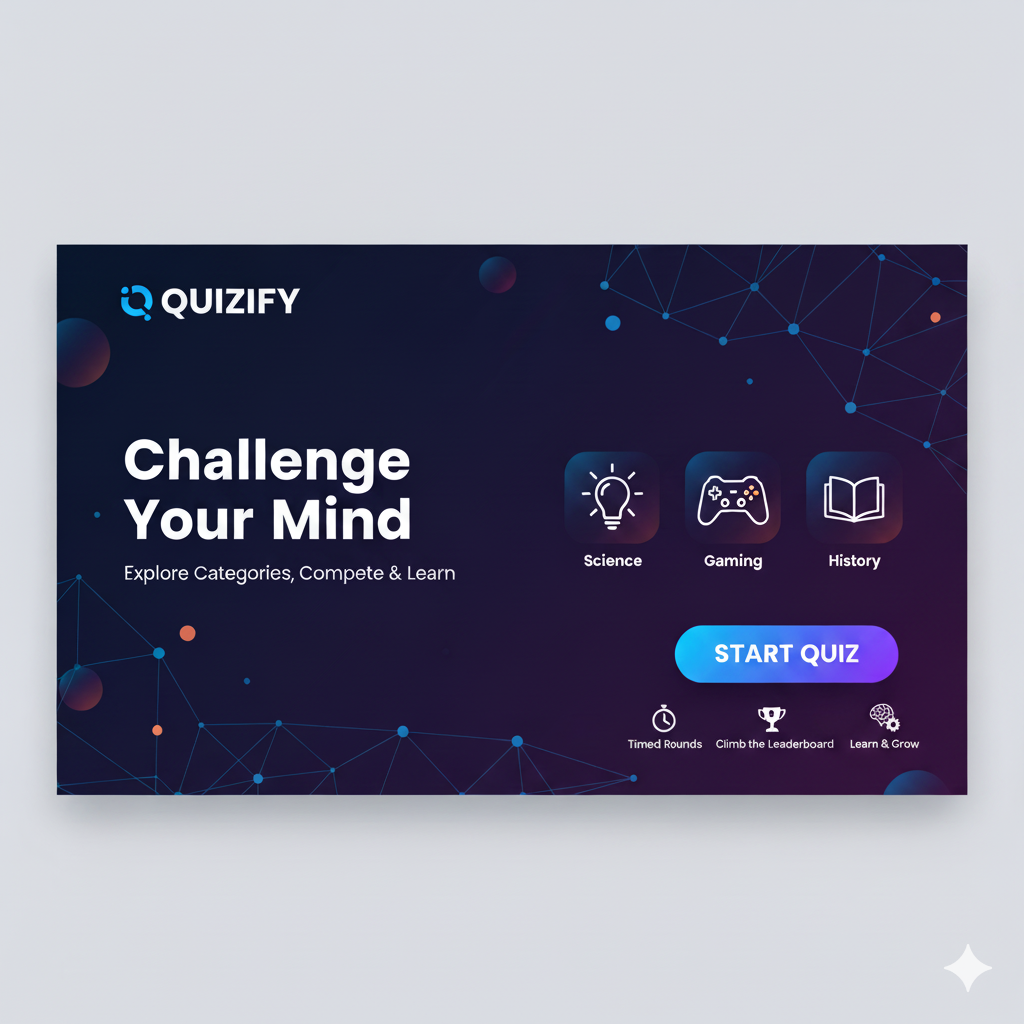 QUIZIFY
Challenge
Your Mind
Explore Categories, Compete & Learn
Science
Gaming
History
START QUIZ
Timed Rounds
Climb the Leaderboard
Learn & Grow